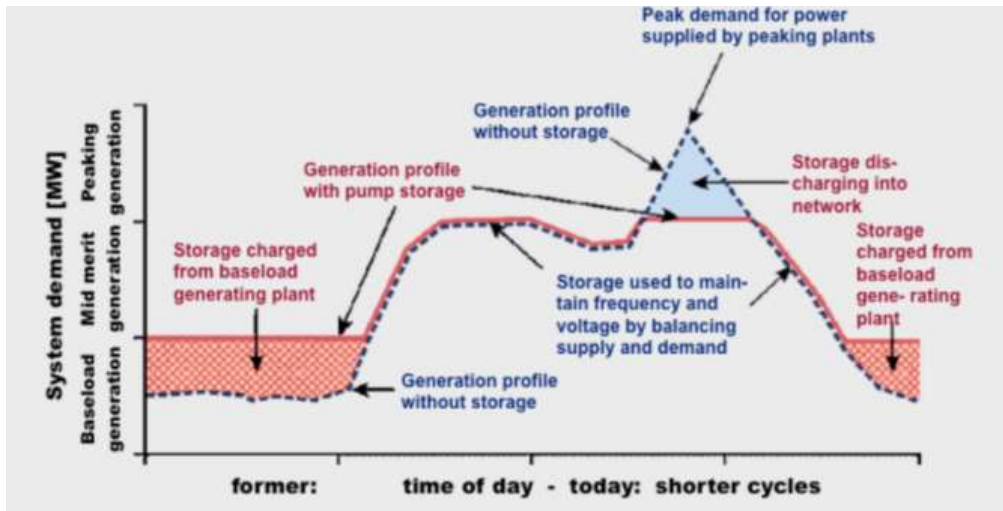 Peak demand for power
supplied by peaking plants
Generation profile
without storage
Generation profile
with pump storage
Storage dis-
charging into
network
Storage charged
from baseload
generating plant
Storage
charged from
baseload
gene- rating
plant
Storage used to main-
tain frequency and
voltage by balancing
supply and demand
Generation profile
without storage
System demand [MW]
Peaking
generation
Mid merit
generation
Baseload
generation
former: time of day - today: shorter cycles